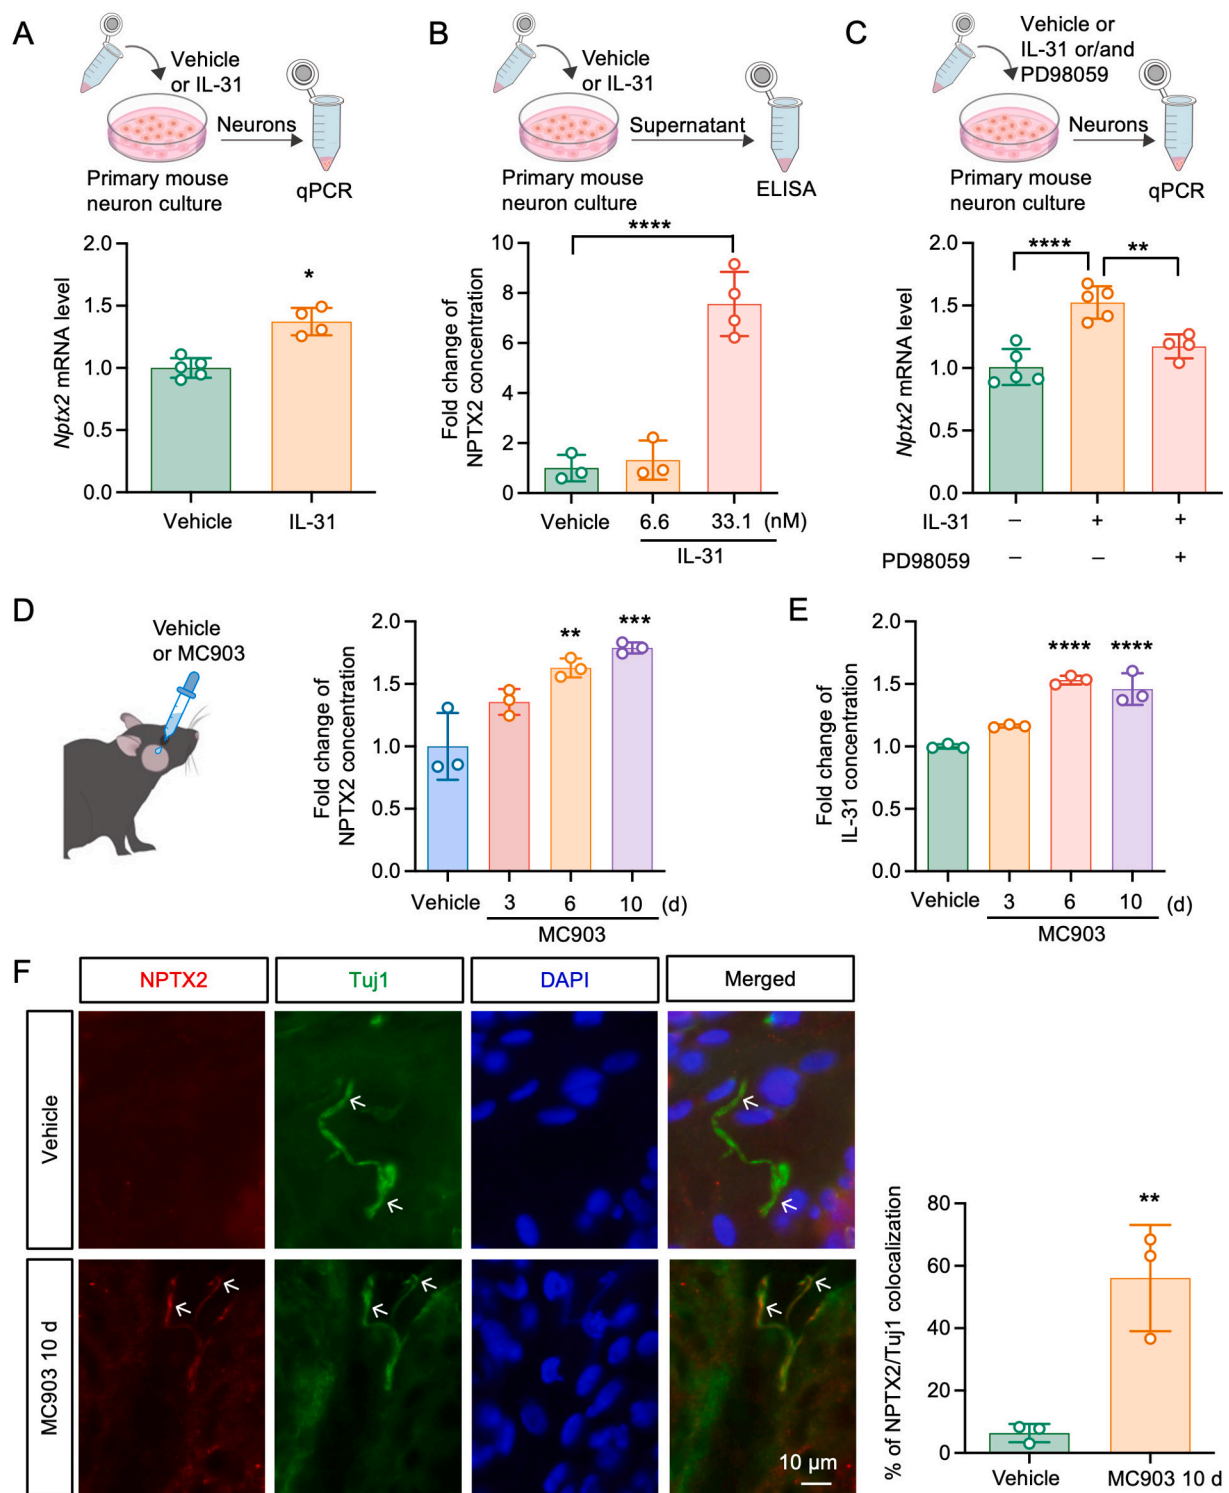 A
Vehicle
or IL-31
Neurons
Primary mouse
neuron culture
qPCR
Nptx2 mRNA level
2.0
1.5
1.0
0.5
0.0
*
Vehicle
IL-31
B
Vehicle
or IL-31
Supernatant
Primary mouse
neuron culture
ELISA
Fold change of
NPTX2 concentration
10
8
6
4
2
0
****
Vehicle
6.6
33.1
(nM)
IL-31
C
Vehicle or
IL-31 or/and
PD98059
Neurons
Primary mouse
neuron culture
qPCR
Nptx2 mRNA level
2.0
1.5
1.0
0.5
0.0
****
**
IL-31 – + +
PD98059 – – +
D
Vehicle
or MC903
Fold change of
NPTX2 concentration
2.0
1.5
1.0
0.5
0.0
**
***
Vehicle 3 6 10 (d)
MC903
E
Fold change of
IL-31 concentration
2.0
1.5
1.0
0.5
0.0
****
****
Vehicle 3 6 10 (d)
MC903
F
NPTX2
Tuj1
DAPI
Merged
Vehicle
MC903 10 d
10 μm
% of NPTX2/Tuj1 colocalization
80
60
40
20
0
**
Vehicle
MC903 10 d